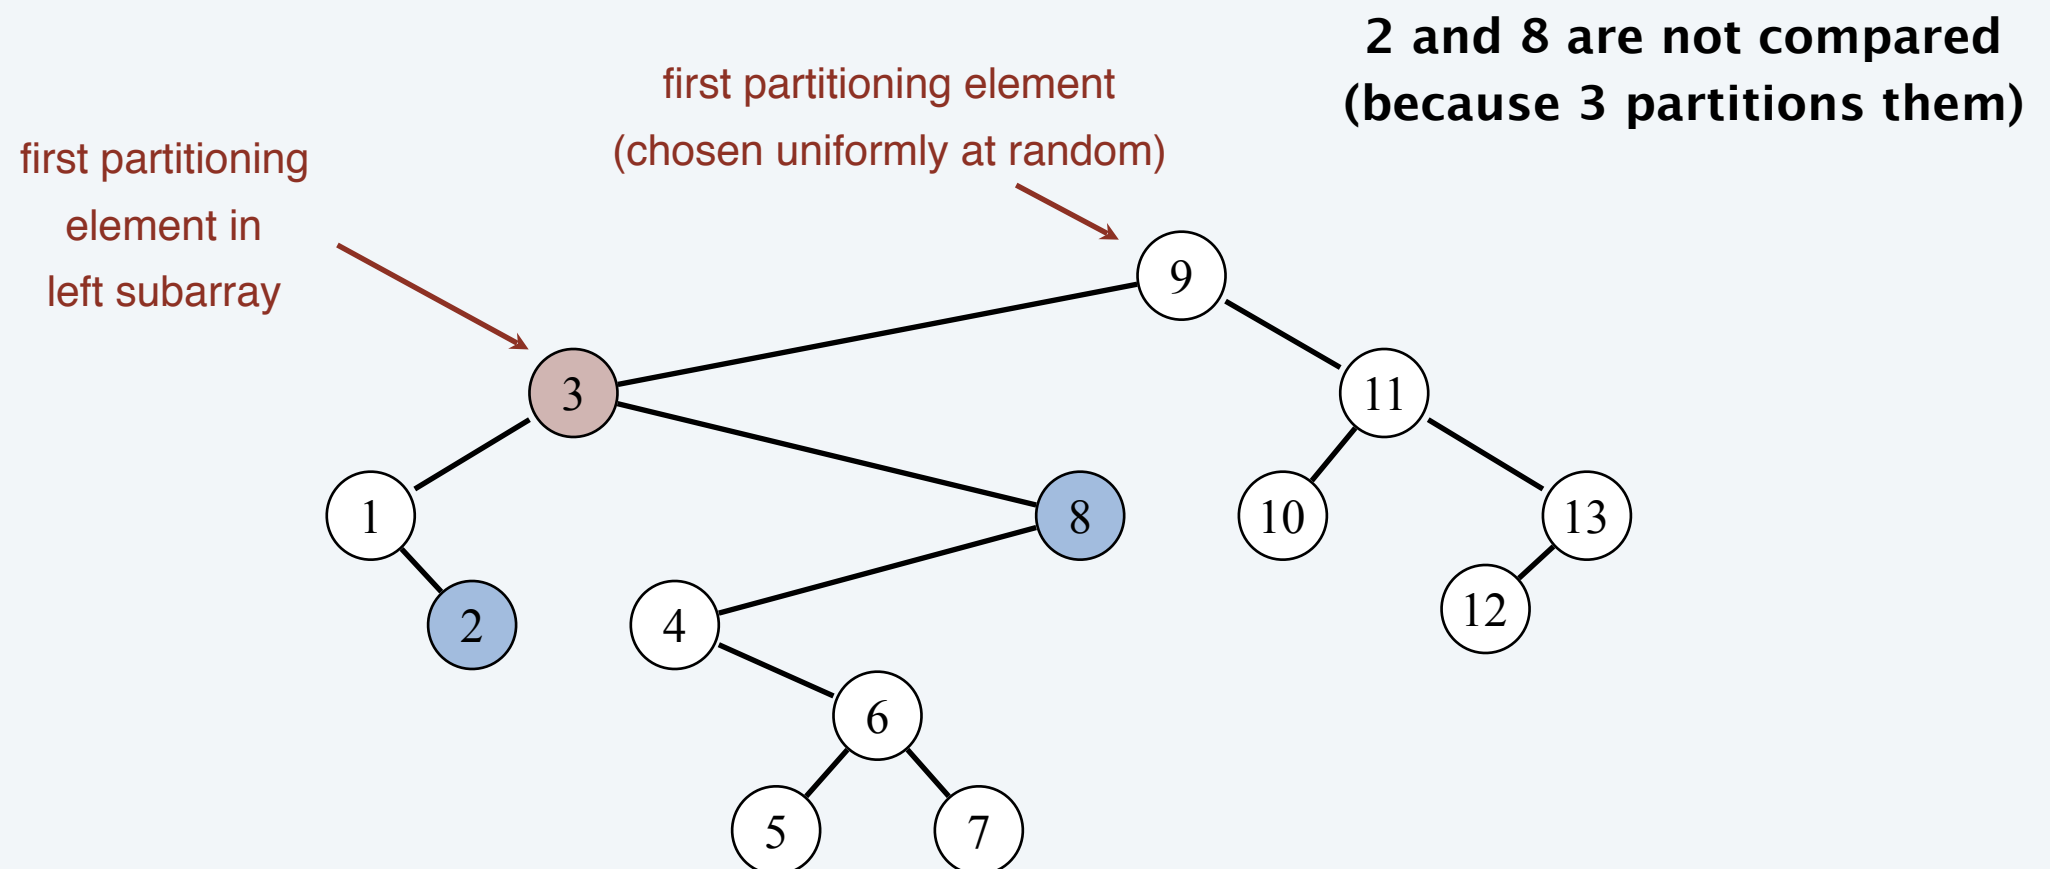 2 and 8 are not compared
(because 3 partitions them)
first partitioning element
(chosen uniformly at random)
first partitioning
element in
left subarray
9
3
11
1
8
10
13
2
4
12
6
5
7